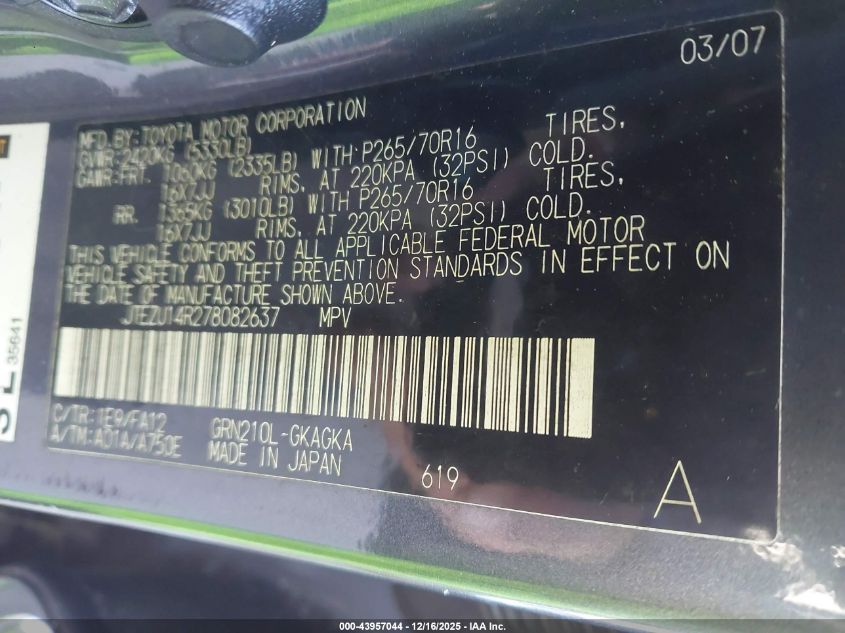 03/07
MFD.BY:TOYOTA MOTOR CORPORATION
GVWR:2420KG (5330LB)
GAWR:FRT. 1060KG (2335LB) WITH P265/70R16 TIRES,
16X7JJ RIMS, AT 220KPA (32PSI) COLD.
RR. 1365KG (3010LB) WITH P265/70R16 TIRES,
16X7JJ RIMS, AT 220KPA (32PSI) COLD.
THIS VEHICLE CONFORMS TO ALL APPLICABLE FEDERAL MOTOR
VEHICLE SAFETY AND THEFT PREVENTION STANDARDS IN EFFECT ON
THE DATE OF MANUFACTURE SHOWN ABOVE.
JTEZU14R278082637 MPV
C/TR:1E9/FA12 GRN210L-GKAGKA
A/TM:A01A/A750E MADE IN JAPAN
619
A
35641
000-43957044 - 12/16/2025 - IAA Inc.